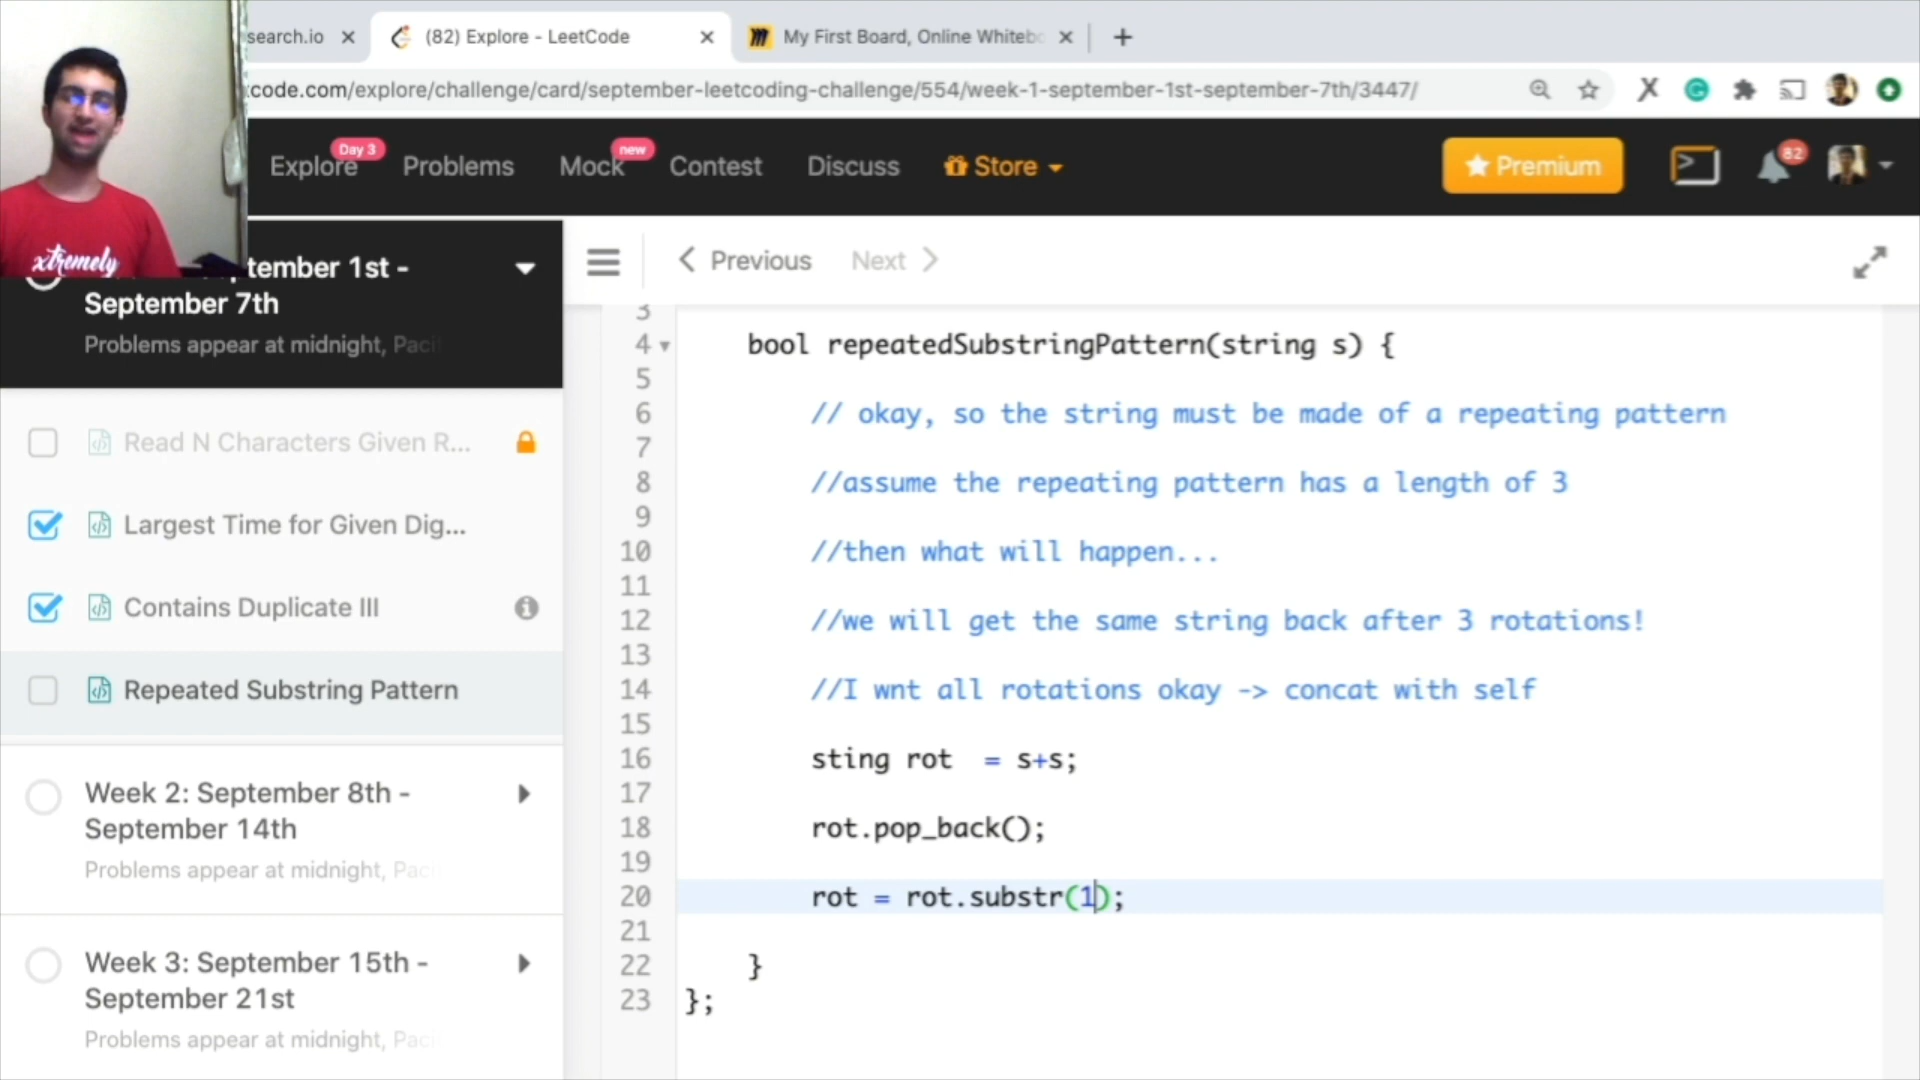 search.io
(82) Explore - LeetCode
My First Board, Online Whitebo
code.com/explore/challenge/card/september-leetcoding-challenge/554/week-1-september-1st-september-7th/3447/
Explore
Day 3
Problems
Mock
new
Contest
Discuss
Store
Premium
82
xtremely
tember 1st -
September 7th
Problems appear at midnight, Paci
Read N Characters Given R...
Largest Time for Given Dig...
Contains Duplicate III
Repeated Substring Pattern
Week 2: September 8th -
September 14th
Problems appear at midnight, Paci
Week 3: September 15th -
September 21st
Problems appear at midnight, Paci
Previous
Next
3
4 bool repeatedSubstringPattern(string s) {
5
6 // okay, so the string must be made of a repeating pattern
7
8 //assume the repeating pattern has a length of 3
9
10 //then what will happen...
11
12 //we will get the same string back after 3 rotations!
13
14 //I wnt all rotations okay -> concat with self
15
16 sting rot  = s+s;
17
18 rot.pop_back();
19
20 rot = rot.substr(1);
21
22 }
23 };